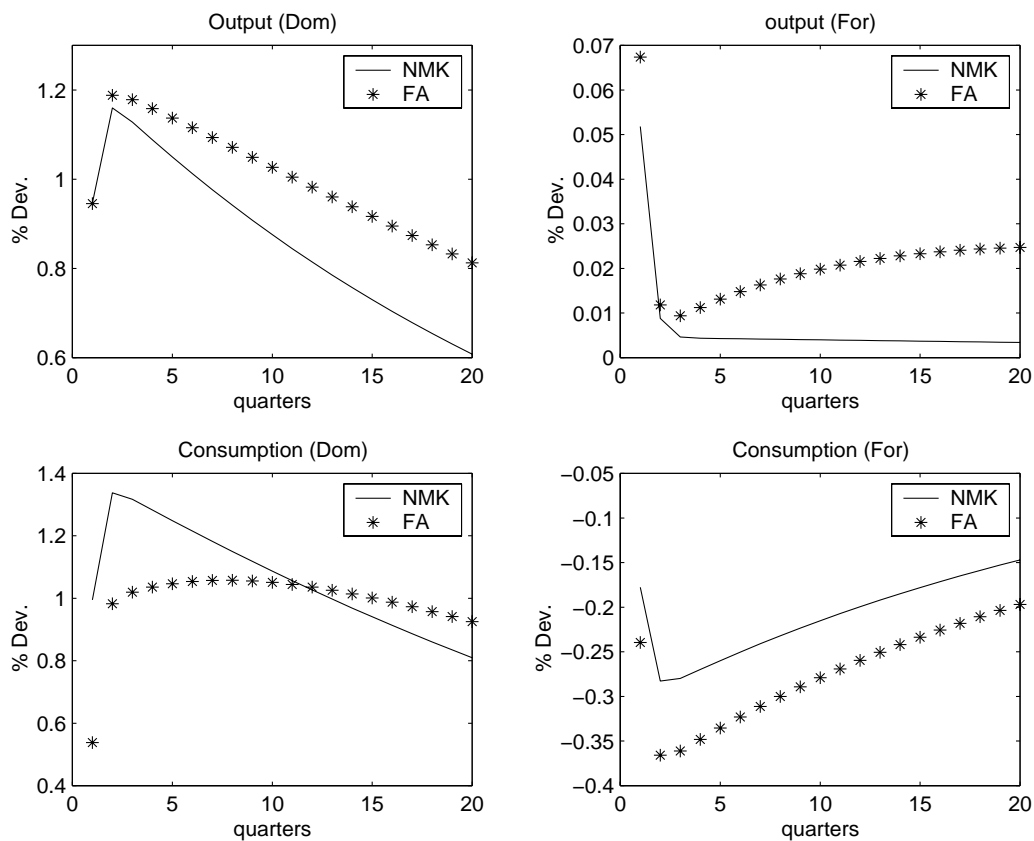 Output (Dom)
1.3
1.2
1
0.8
0.6
% Dev.
NMK
FA
0 5 10 15 20
quarters
output (For)
0.07
0.06
0.05
0.04
0.03
0.02
0.01
0
% Dev.
NMK
FA
0 5 10 15 20
quarters
Consumption (Dom)
1.4
1.2
1
0.8
0.6
0.4
% Dev.
NMK
FA
0 5 10 15 20
quarters
Consumption (For)
−0.05
−0.1
−0.15
−0.2
−0.25
−0.3
−0.35
−0.4
% Dev.
NMK
FA
0 5 10 15 20
quarters